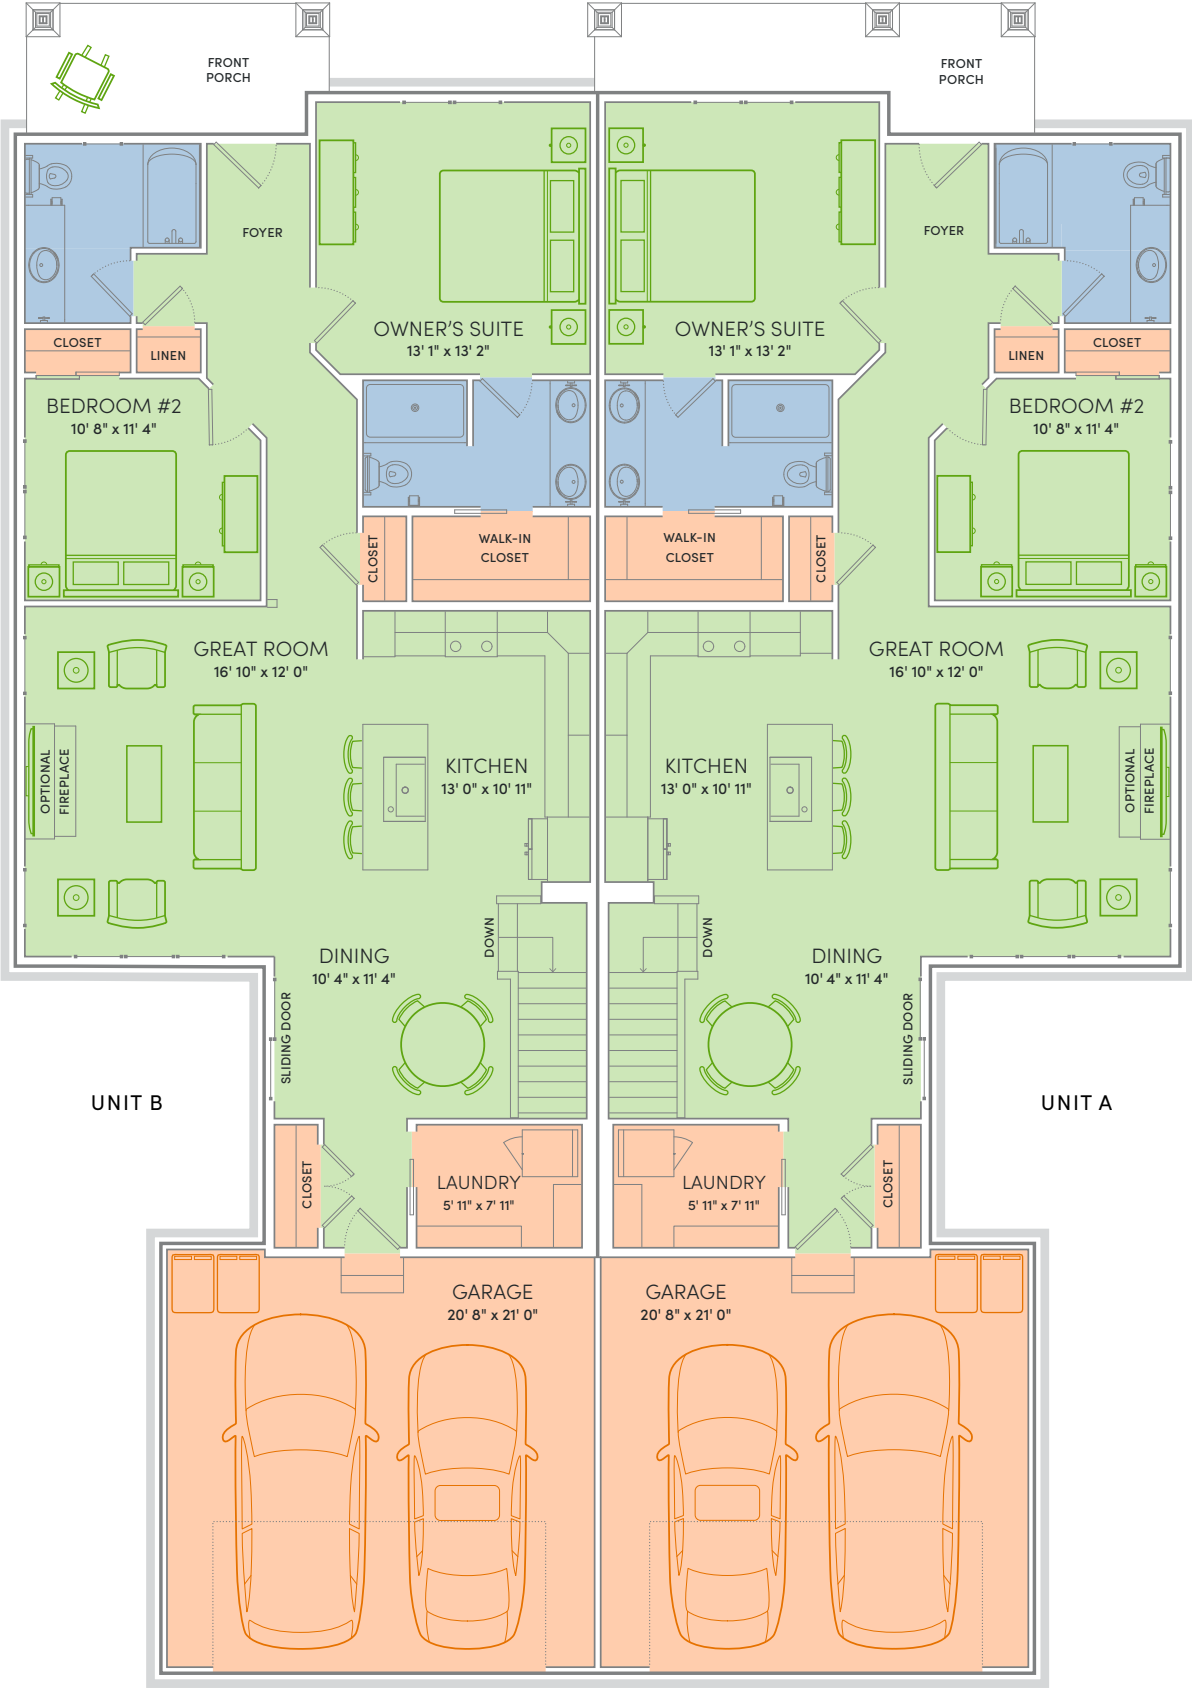 FRONT
PORCH
FRONT
PORCH
FOYER
FOYER
OWNER'S SUITE
13' 1" x 13' 2"
OWNER'S SUITE
13' 1" x 13' 2"
CLOSET
LINEN
LINEN
CLOSET
BEDROOM #2
10' 8" x 11' 4"
BEDROOM #2
10' 8" x 11' 4"
CLOSET
WALK-IN
CLOSET
WALK-IN
CLOSET
CLOSET
GREAT ROOM
16' 10" x 12' 0"
GREAT ROOM
16' 10" x 12' 0"
OPTIONAL
FIREPLACE
KITCHEN
13' 0" x 10' 11"
KITCHEN
13' 0" x 10' 11"
OPTIONAL
FIREPLACE
DOWN
DOWN
DINING
10' 4" x 11' 4"
DINING
10' 4" x 11' 4"
SLIDING DOOR
SLIDING DOOR
UNIT B
UNIT A
CLOSET
LAUNDRY
5' 11" x 7' 11"
LAUNDRY
5' 11" x 7' 11"
CLOSET
GARAGE
20' 8" x 21' 0"
GARAGE
20' 8" x 21' 0"